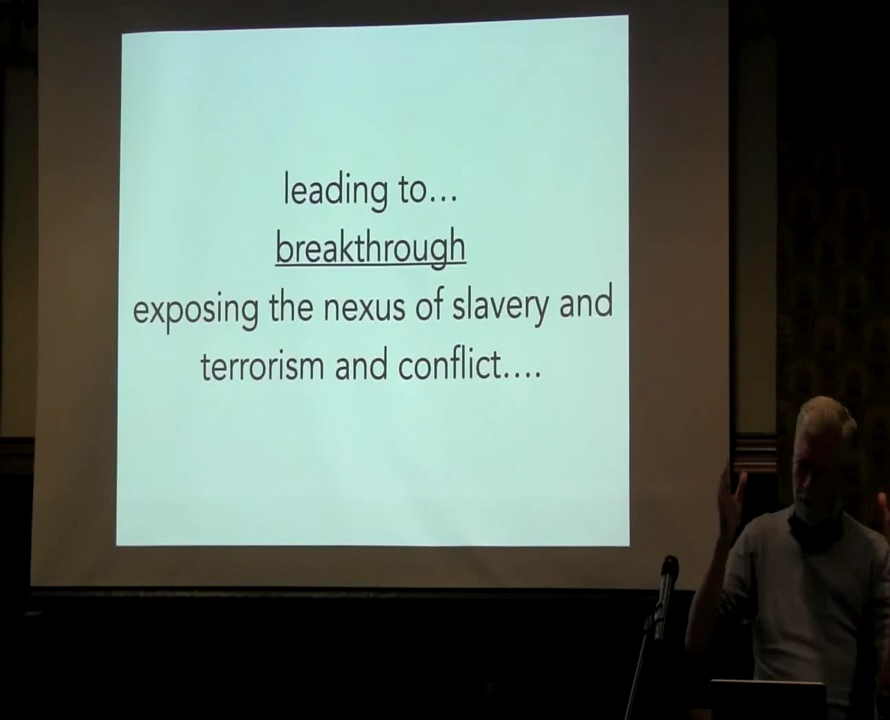 leading to...
breakthrough
exposing the nexus of slavery and
terrorism and conflict....